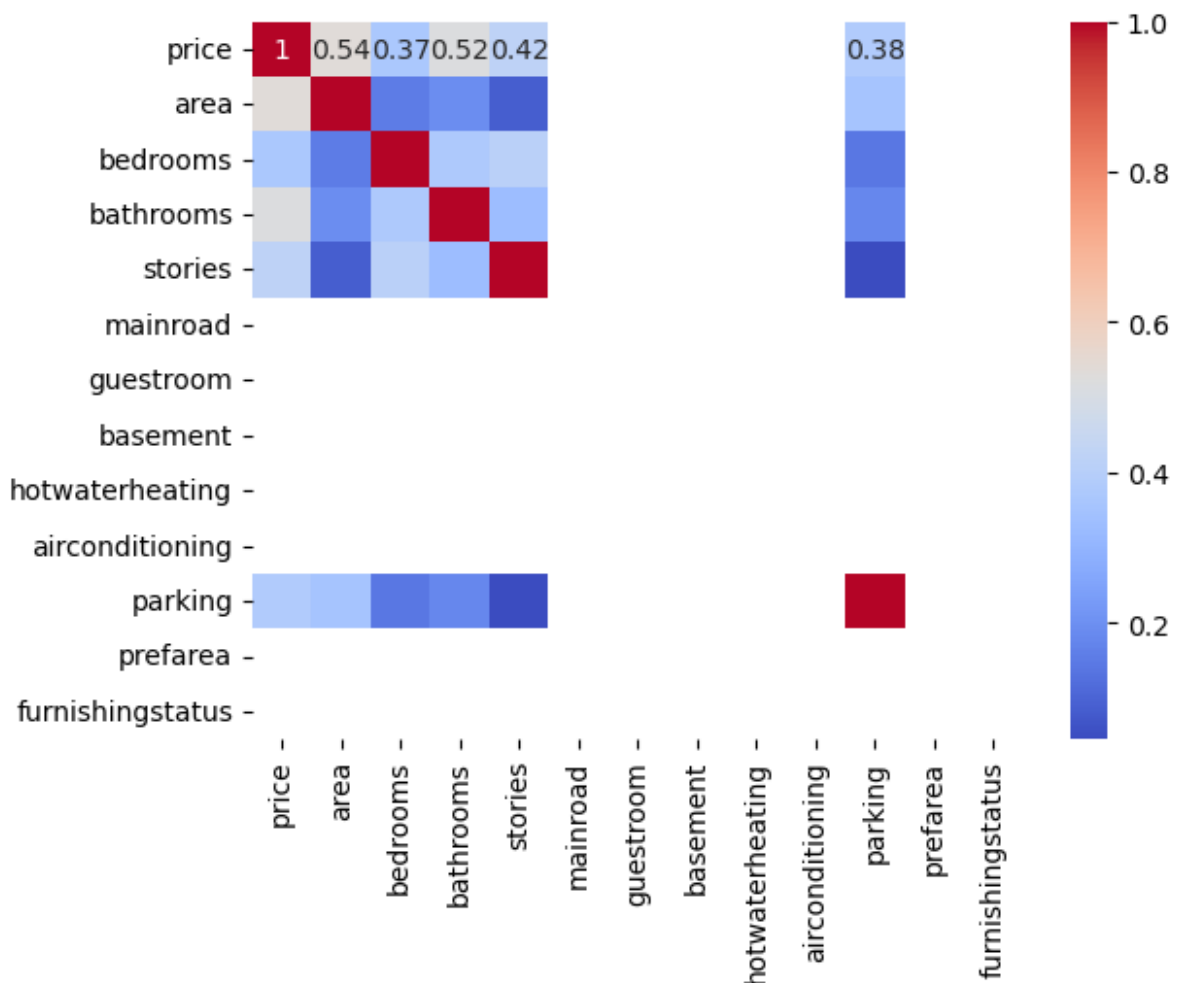 price
1 0.54 0.37 0.52 0.42 0.38
area
bedrooms
bathrooms
stories
mainroad
guestroom
basement
hotwaterheating
airconditioning
parking
prefarea
furnishingstatus
price
area
bedrooms
bathrooms
stories
mainroad
guestroom
basement
hotwaterheating
airconditioning
parking
prefarea
furnishingstatus
1.0
0.8
0.6
0.4
0.2